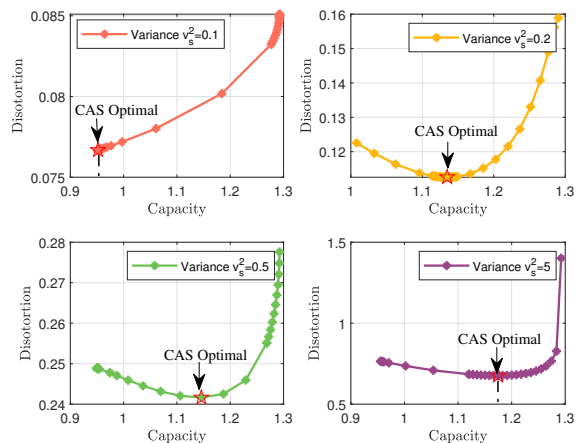 0.085
0.08
0.075
Disotortion
Variance v_s^2=0.1
CAS Optimal
0.9 1 1.1 1.2 1.3
Capacity
0.16
0.15
0.14
0.13
0.12
Disotortion
Variance v_s^2=0.2
CAS Optimal
1 1.1 1.2 1.3
Capacity
0.28
0.27
0.26
0.25
0.24
Disotortion
Variance v_s^2=0.5
CAS Optimal
0.9 1 1.1 1.2 1.3
Capacity
1.5
1
0.5
Disotortion
Variance v_s^2=5
CAS Optimal
0.9 1 1.1 1.2 1.3
Capacity